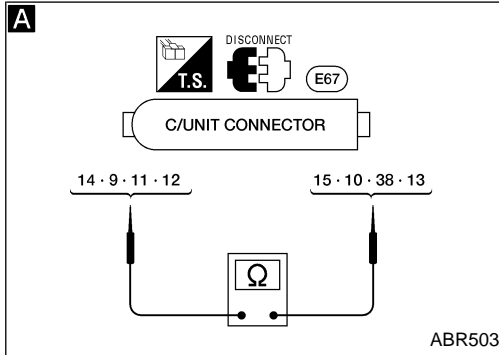 A
DISCONNECT
T.S.
E67
C/UNIT CONNECTOR
14 · 9 · 11 · 12
15 · 10 · 38 · 13
Ω
ABR503